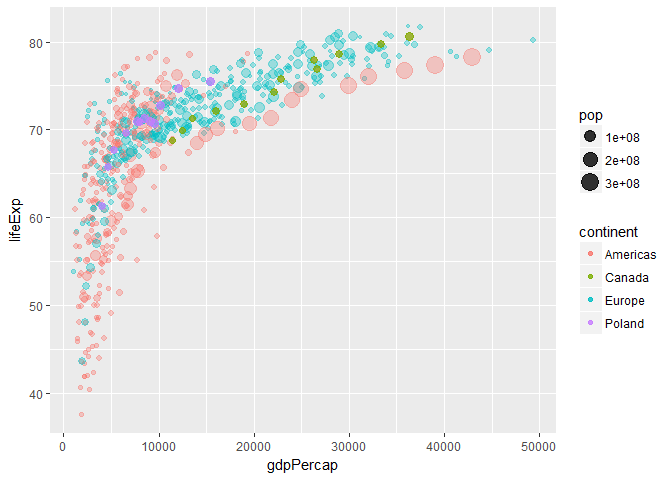 80
70
60
50
40
lifeExp
0
10000
20000
30000
40000
50000
gdpPercap
pop
1e+08
2e+08
3e+08
continent
Americas
Canada
Europe
Poland